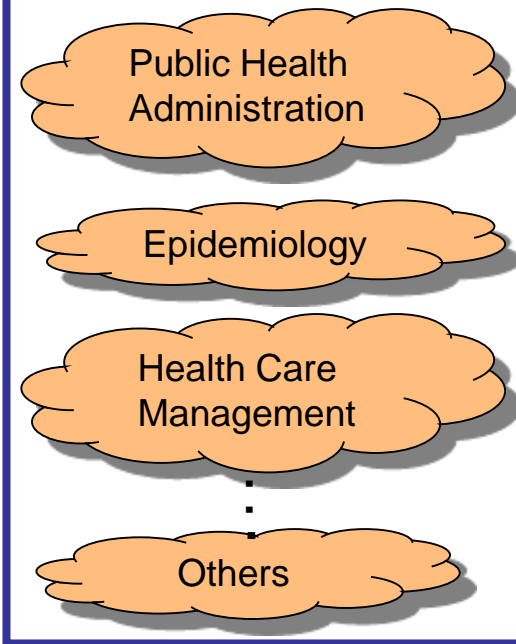 Public Health
Administration
Epidemiology
Health Care
Management
Others